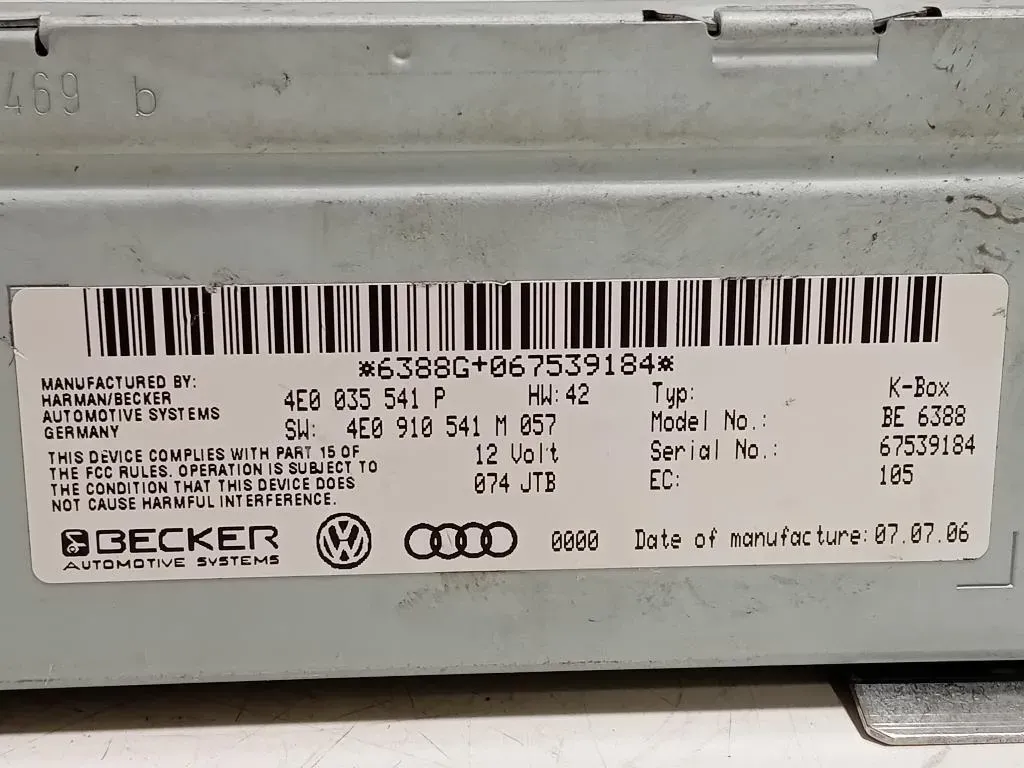 469 b
*6388G+067539184*
MANUFACTURED BY:
HARMAN/BECKER
AUTOMOTIVE SYSTEMS
GERMANY
4E0 035 541 P HW: 42
SW: 4E0 910 541 M 057
12 Volt
074 JTB
Typ: K-Box
Model No.: BE 6388
Serial No.: 67539184
EC: 105
THIS DEVICE COMPLIES WITH PART 15 OF
THE FCC RULES. OPERATION IS SUBJECT TO
THE CONDITION THAT THIS DEVICE DOES
NOT CAUSE HARMFUL INTERFERENCE.
BECKER
AUTOMOTIVE SYSTEMS
VW
0000 Date of manufacture: 07.07.06